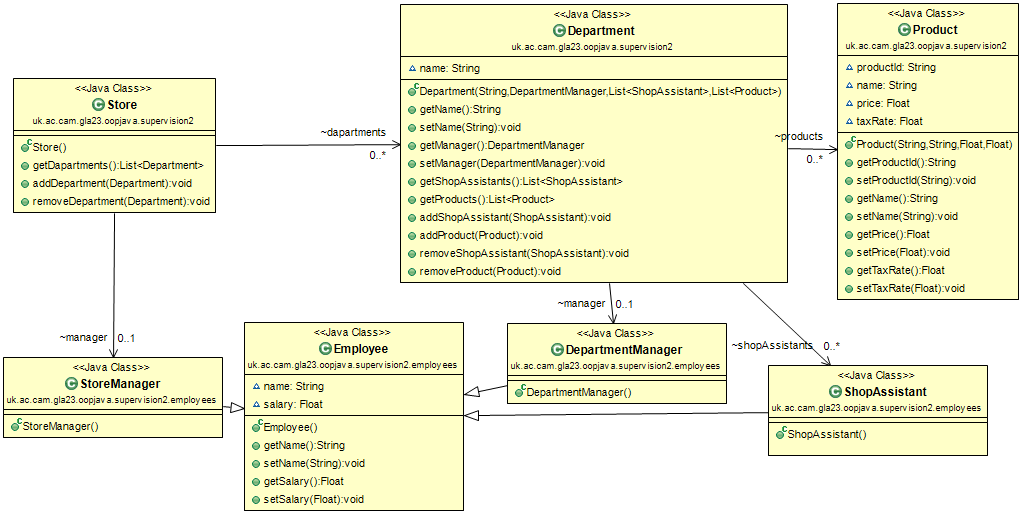 <<Java Class>>
Store
uk.ac.cam.gla23.oopjava.supervision2
Store()
getDapartments():List<Department>
addDepartment(Department):void
removeDepartment(Department):void
~dapartments
0..*
<<Java Class>>
Department
uk.ac.cam.gla23.oopjava.supervision2
name: String
Department(String,DepartmentManager,List<ShopAssistant>,List<Product>)
getName():String
setName(String):void
getManager():DepartmentManager
setManager(DepartmentManager):void
getShopAssistants():List<ShopAssistant>
getProducts():List<Product>
addShopAssistant(ShopAssistant):void
addProduct(Product):void
removeShopAssistant(ShopAssistant):void
removeProduct(Product):void
~products
0..*
<<Java Class>>
Product
uk.ac.cam.gla23.oopjava.supervision2
productId: String
name: String
price: Float
taxRate: Float
Product(String,String,Float,Float)
getProductId():String
setProductId(String):void
getName():String
setName(String):void
getPrice():Float
setPrice(Float):void
getTaxRate():Float
setTaxRate(Float):void
~manager
0..1
<<Java Class>>
StoreManager
uk.ac.cam.gla23.oopjava.supervision2.employees
StoreManager()
<<Java Class>>
Employee
uk.ac.cam.gla23.oopjava.supervision2.employees
name: String
salary: Float
Employee()
getName():String
setName(String):void
getSalary():Float
setSalary(Float):void
~manager
0..1
<<Java Class>>
DepartmentManager
uk.ac.cam.gla23.oopjava.supervision2.employees
DepartmentManager()
~shopAssistants
0..*
<<Java Class>>
ShopAssistant
uk.ac.cam.gla23.oopjava.supervision2.employees
ShopAssistant()